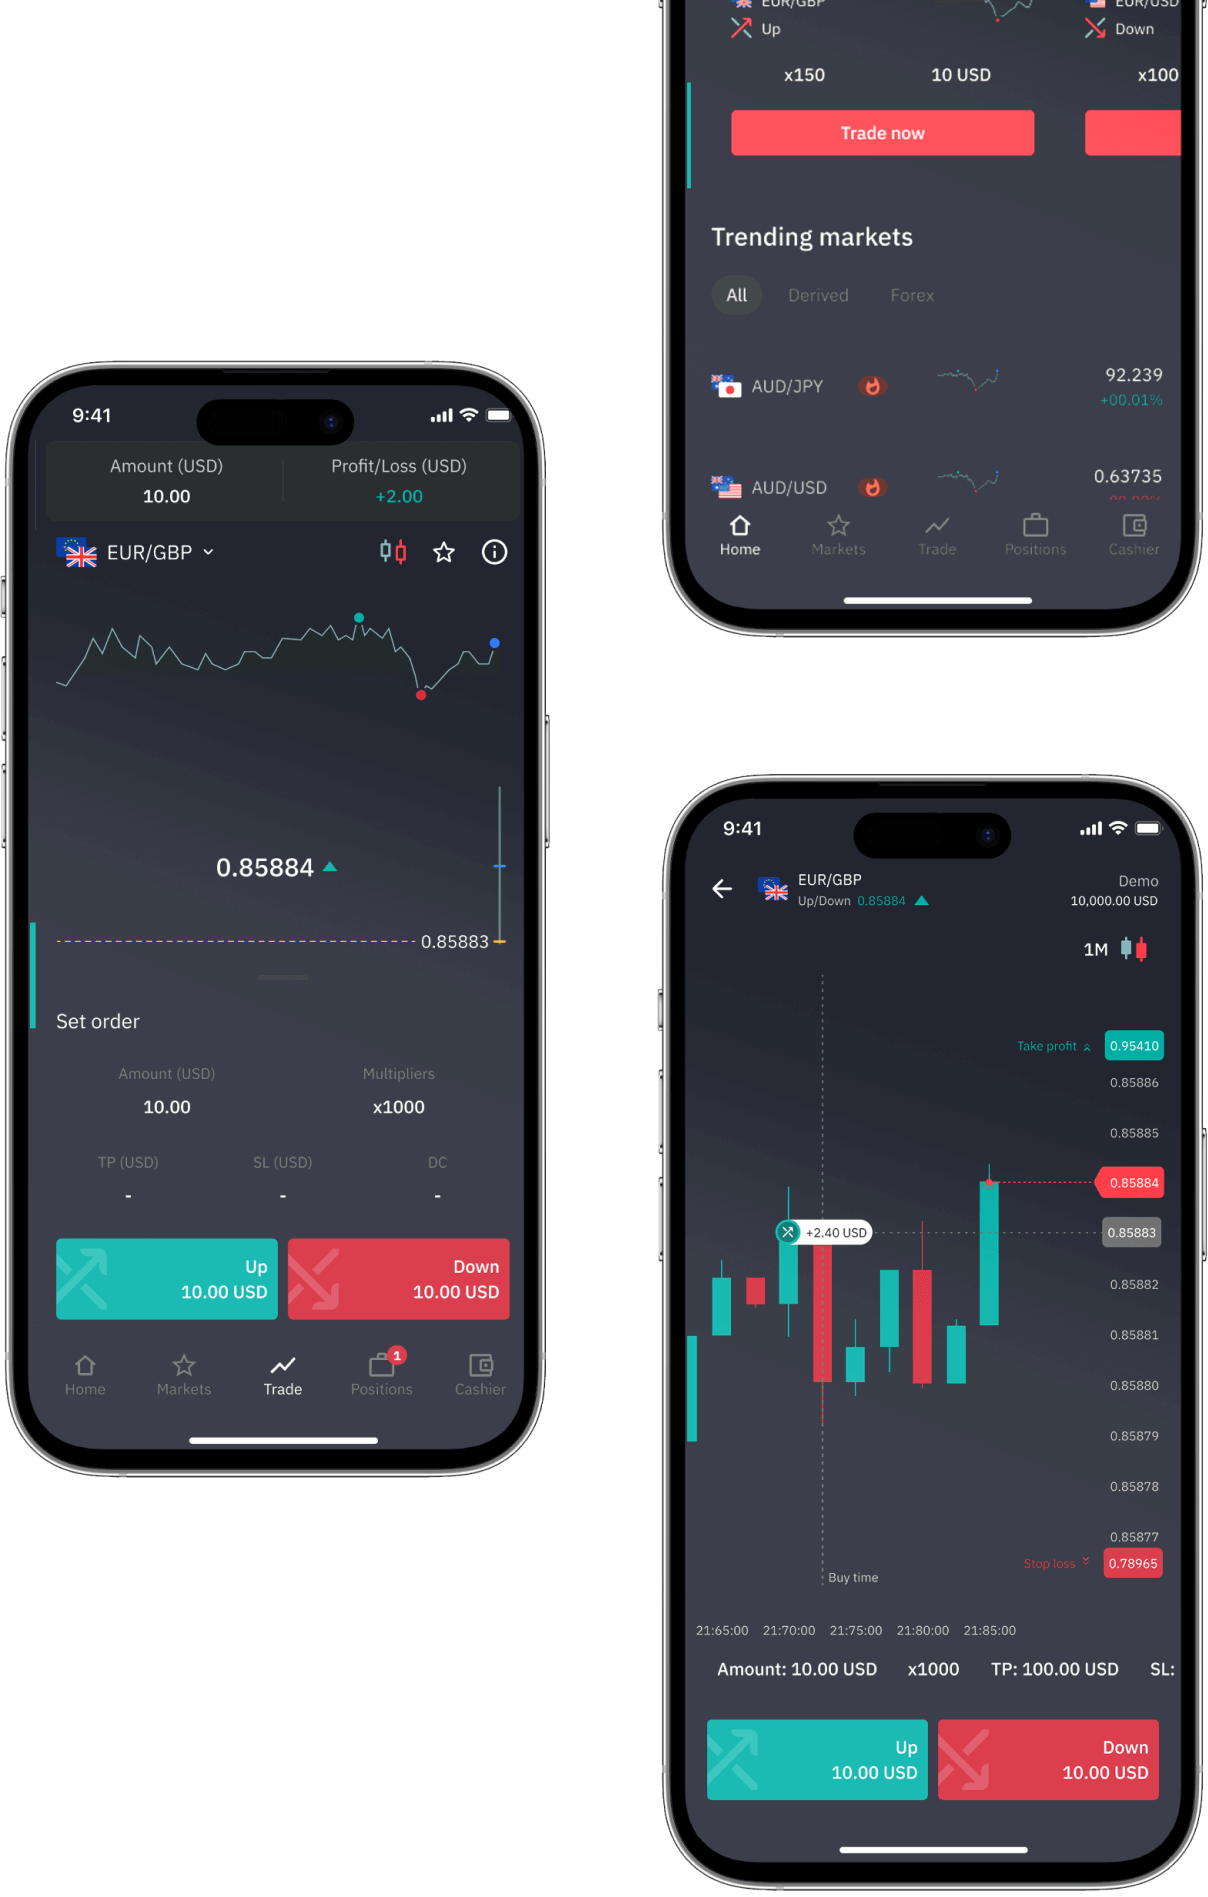 EUR/GBP
Up
x150
10 USD
Trade now
EUR/USD
Down
x100
Trending markets
All
Derived
Forex
AUD/JPY
92.239
+00.01%
AUD/USD
0.63735
Home
Markets
Trade
Positions
Cashier
9:41
Amount (USD)
10.00
Profit/Loss (USD)
+2.00
EUR/GBP
0.85884
0.85883
Set order
Amount (USD)
10.00
Multipliers
x1000
TP (USD)
-
SL (USD)
-
DC
-
Up
10.00 USD
Down
10.00 USD
Home
Markets
Trade
Positions
1
Cashier
9:41
EUR/GBP
Up/Down 0.85884
Demo
10,000.00 USD
1M
Take profit
0.95410
0.85886
0.85885
0.85884
+2.40 USD
0.85883
0.85882
0.85881
0.85880
0.85879
0.85878
0.85877
Stop loss
0.78965
Buy time
21:65:00
21:70:00
21:75:00
21:80:00
21:85:00
Amount: 10.00 USD
x1000
TP: 100.00 USD
SL:
Up
10.00 USD
Down
10.00 USD